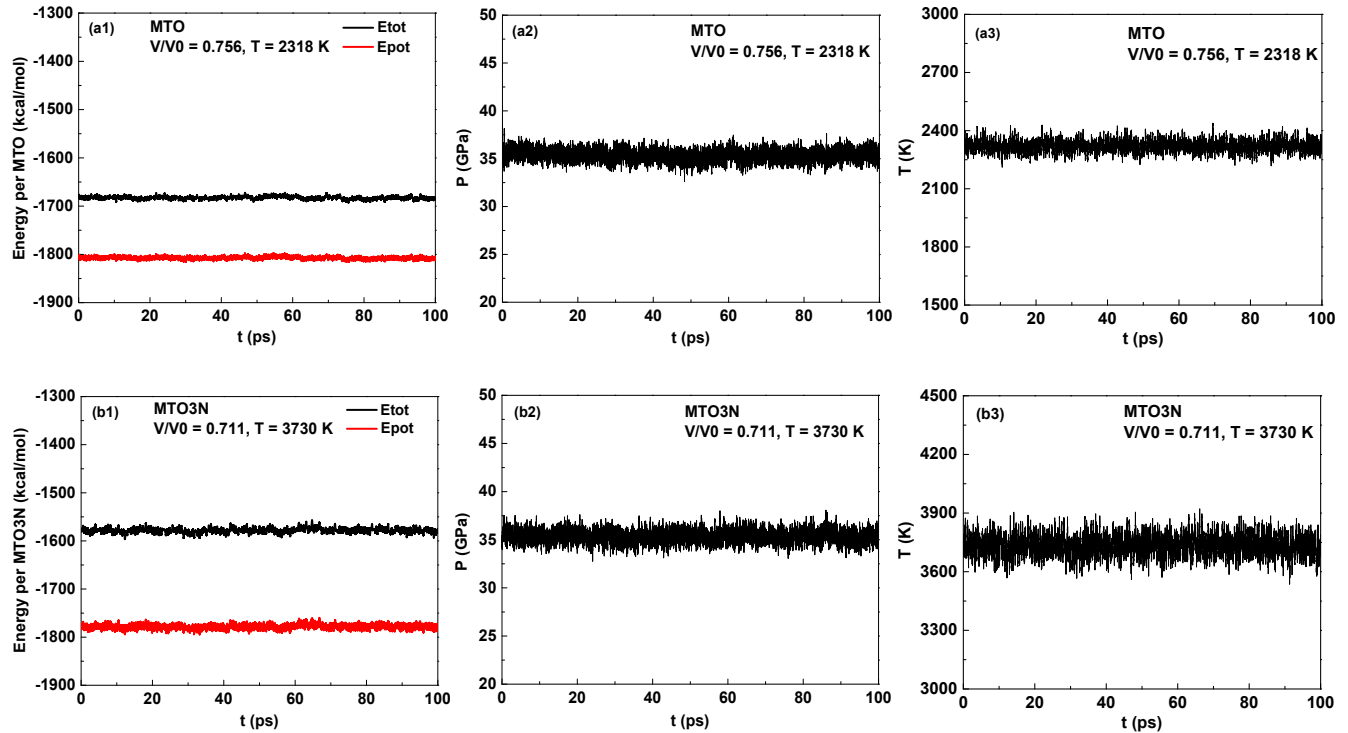 (a1)
MTO
V/V0 = 0.756, T = 2318 K
Etot
Epot
-1300
-1400
-1500
-1600
-1700
-1800
-1900
Energy per MTO (kcal/mol)
0 20 40 60 80 100
t (ps)
(a2)
MTO
V/V0 = 0.756, T = 2318 K
50
45
40
35
30
25
20
P (GPa)
0 20 40 60 80 100
t (ps)
(a3)
MTO
V/V0 = 0.756, T = 2318 K
3000
2700
2400
2100
1800
1500
T (K)
0 20 40 60 80 100
t (ps)
(b1)
MTO3N
V/V0 = 0.711, T = 3730 K
Etot
Epot
-1300
-1400
-1500
-1600
-1700
-1800
-1900
Energy per MTO3N (kcal/mol)
0 20 40 60 80 100
t (ps)
(b2)
MTO3N
V/V0 = 0.711, T = 3730 K
50
45
40
35
30
25
20
P (GPa)
0 20 40 60 80 100
t (ps)
(b3)
MTO3N
V/V0 = 0.711, T = 3730 K
4500
4200
3900
3600
3300
3000
T (K)
0 20 40 60 80 100
t (ps)